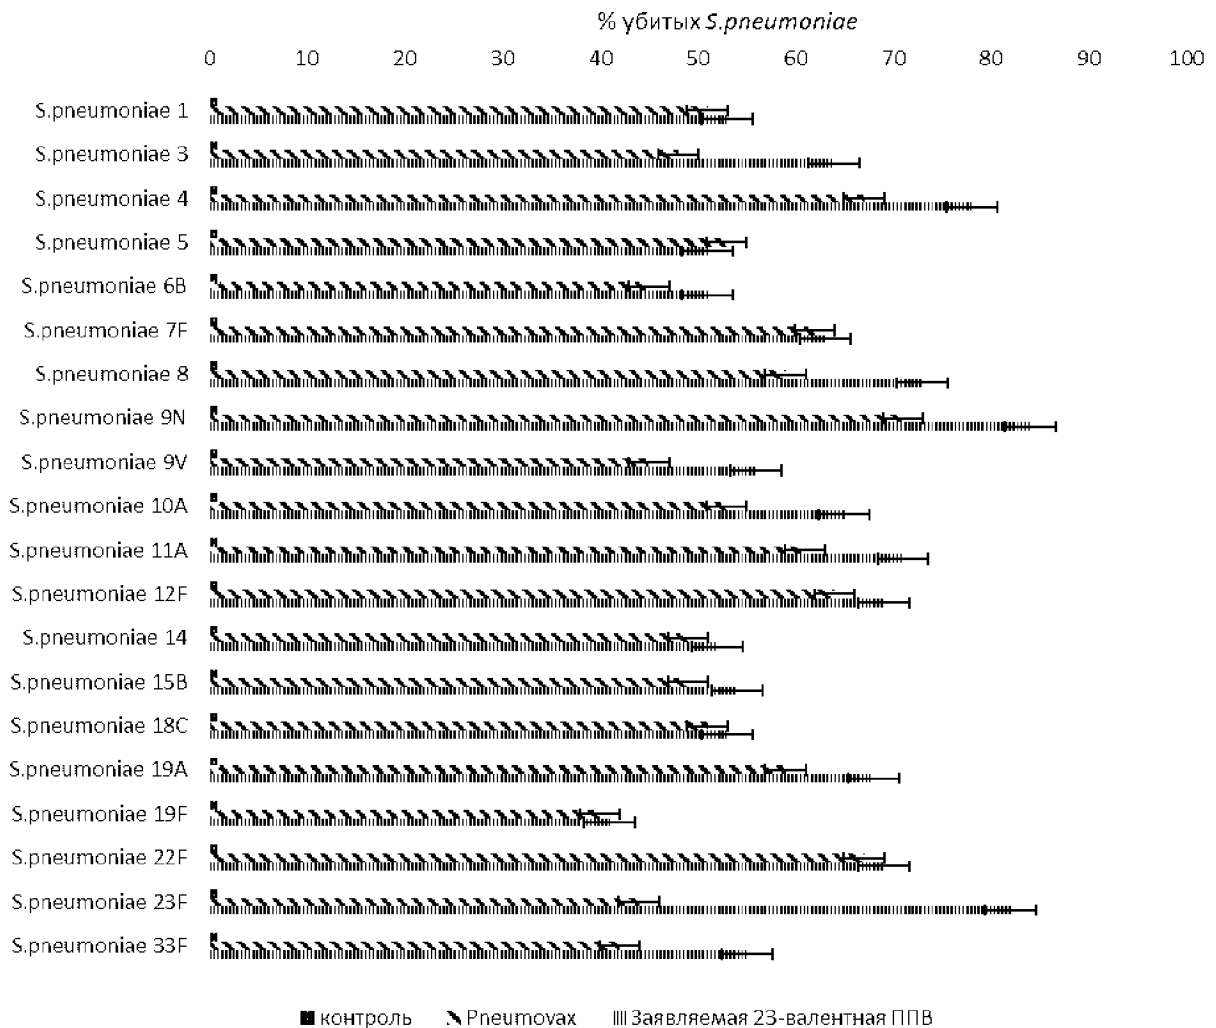 % убитых S.pneumoniae
0 10 20 30 40 50 60 70 80 90 100
S.pneumoniae 1
S.pneumoniae 3
S.pneumoniae 4
S.pneumoniae 5
S.pneumoniae 6B
S.pneumoniae 7F
S.pneumoniae 8
S.pneumoniae 9N
S.pneumoniae 9V
S.pneumoniae 10A
S.pneumoniae 11A
S.pneumoniae 12F
S.pneumoniae 14
S.pneumoniae 15B
S.pneumoniae 18C
S.pneumoniae 19A
S.pneumoniae 19F
S.pneumoniae 22F
S.pneumoniae 23F
S.pneumoniae 33F
контроль Pneumovax Заявляемая 23-валентная ППВ